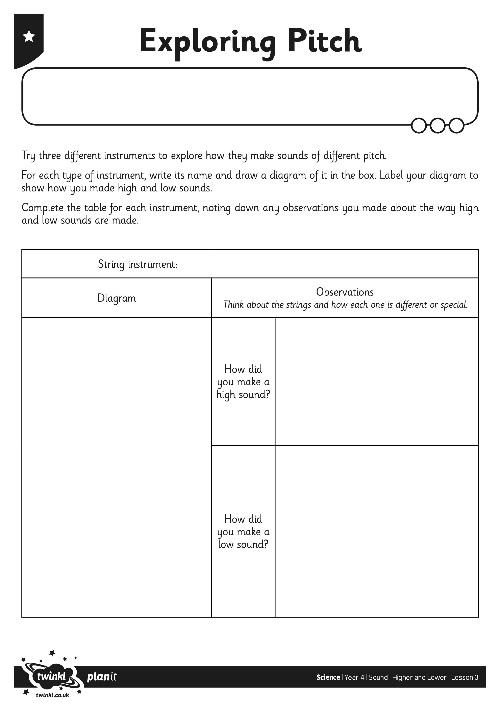 Exploring Pitch
Try three different instruments to explore how they make sounds of different pitch.
For each type of instrument, write its name and draw a diagram of it in the box. Label your diagram to
show how you made high and low sounds.
Complete the table for each instrument, noting down any observations you made about the way high
and low sounds are made.
String instrument:
Diagram
Observations
Think about the strings and how each one is different or special.
How did
you make a
high sound?
How did
you make a
low sound?
twinkl
planit
twinkl.co.uk
Science | Year 4 | Sound | Higher and Lower | Lesson 3